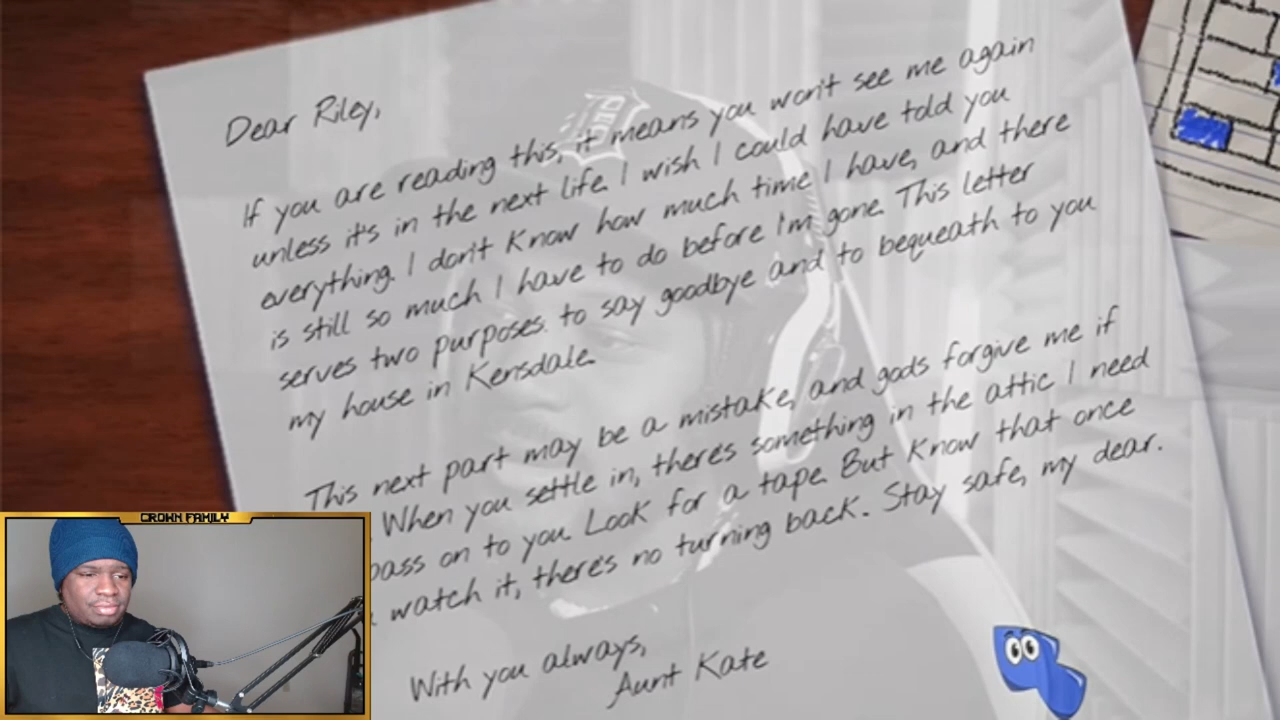 Dear Riley,
If you are reading this, it means you won't see me again
unless it's in the next life. I wish I could have told you
everything. I don't know how much time I have, and there
is still so much I have to do before I'm gone. This letter
serves two purposes: to say goodbye and to bequeath to you
my house in Kensdale.
This next part may be a mistake, and gods forgive me if
When you settle in, there's something in the attic I need
pass on to you. Look for a tape. But know that once
watch it, there's no turning back. Stay safe, my dear.
With you always,
Aunt Kate
CROWN FAMILY